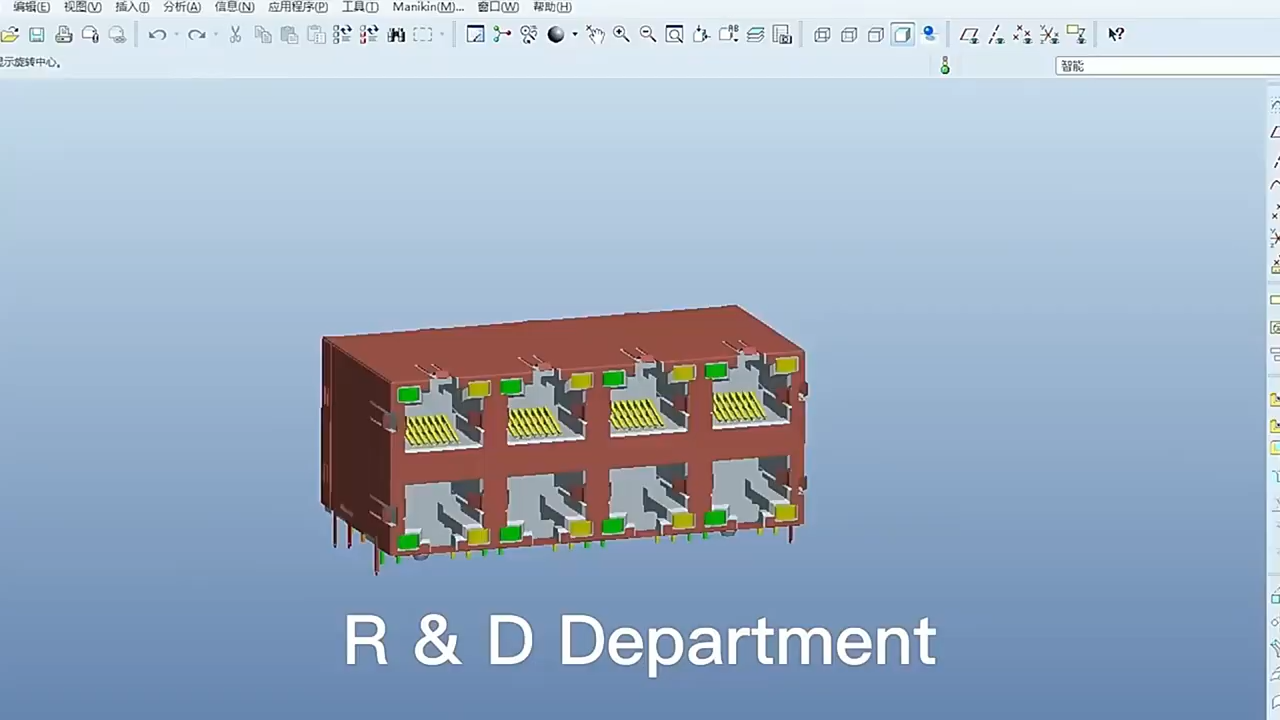 编辑(E) 视图(V) 插入(I) 分析(A) 信息(N) 应用程序(P) 工具(T) Manikin(M)... 窗口(W) 帮助(H)
显示旋转中心。
智能
R & D Department